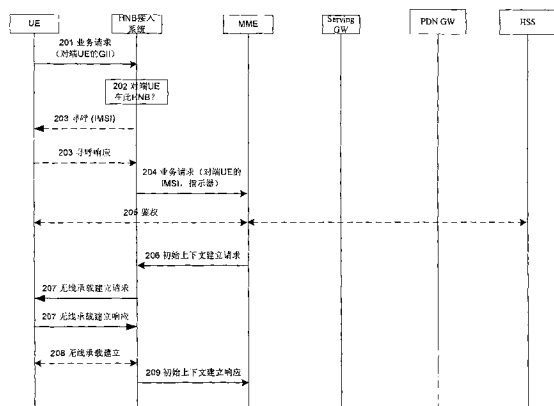 UE
HNB接入
系统
MME
Serving
GW
PDN GW
HSS
201 业务请求
(对端UE的GII)
202 对端UE
在此HNB?
203 寻呼 (IMSI)
203 寻呼响应
204 业务请求(对端UE的
IMSI, 指示器)
205 鉴权
206 初始上下文建立请求
207 无线承载建立请求
207 无线承载建立响应
208 无线承载建立
209 初始上下文建立响应